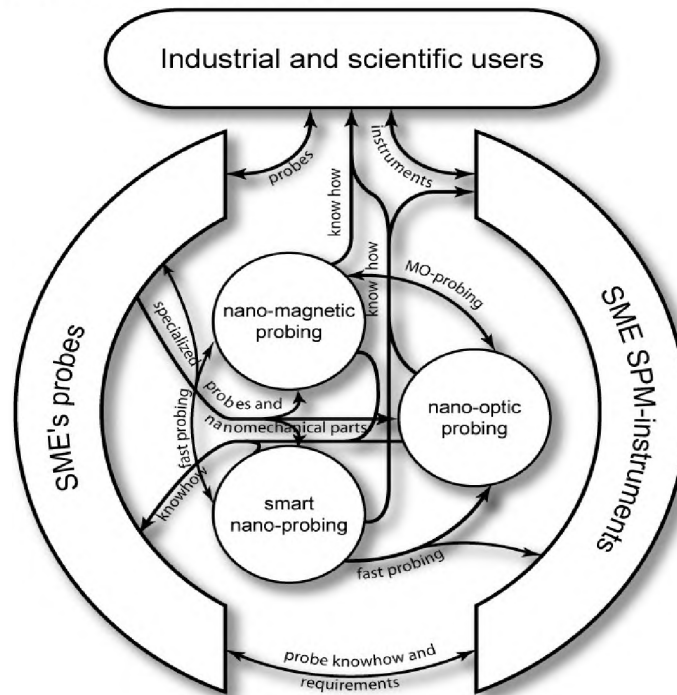 Industrial and scientific users
probes
instruments
know how
know how
MO-probing
nano-magnetic
probing
specialized
probes and
nanomechanical parts
fast probing
knowhow
nano-optic
probing
smart
nano-probing
fast probing
SME's probes
SME SPM-instruments
probe knowhow and
requirements